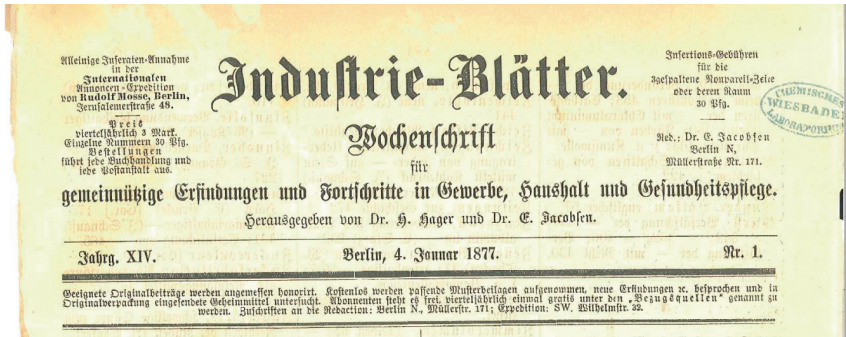 Alleinige Inseraten-Annahme
in der
Internationalen
Annoncen-Expedition
von Rudolf Mosse, Berlin,
Jerusalemerstraße 48.
Preis
vierteljährlich 3 Mark.
Einzelne Nummern 30 Pfg.
Bestellungen
führt jede Buchhandlung und
jede Postanstalt aus.
Industrie-Blätter.
Wochenschrift
für
gemeinnützige Erfindungen und Fortschritte in Gewerbe, Haushalt und Gesundheitspflege.
Herausgegeben von Dr. H. Hager und Dr. E. Jacobsen.
Insertions-Gebühren
für die
3gespaltene Nonpareil-Zeile
oder deren Raum
30 Pfg.
Red.: Dr. E. Jacobsen
Berlin N,
Müllerstraße Nr. 171.
CHEMISCHES
WIESBADE
LABORATORIUM
Jahrg. XIV. Berlin, 4. Januar 1877. Nr. 1.
Geeignete Originalbeiträge werden angemessen honorirt. Kostenlos werden passende Musterbeilagen aufgenommen, neue Erfindungen ꝛc. besprochen und in
Originalverpackung eingesendete Geheimmittel untersucht. Abonnenten steht es frei, vierteljährlich einmal gratis unter den „Bezugsquellen" genannt zu
werden. Zuschriften an die Redaction: Berlin N., Müllerstr. 171; Expedition: SW. Wilhelmstr. 32.